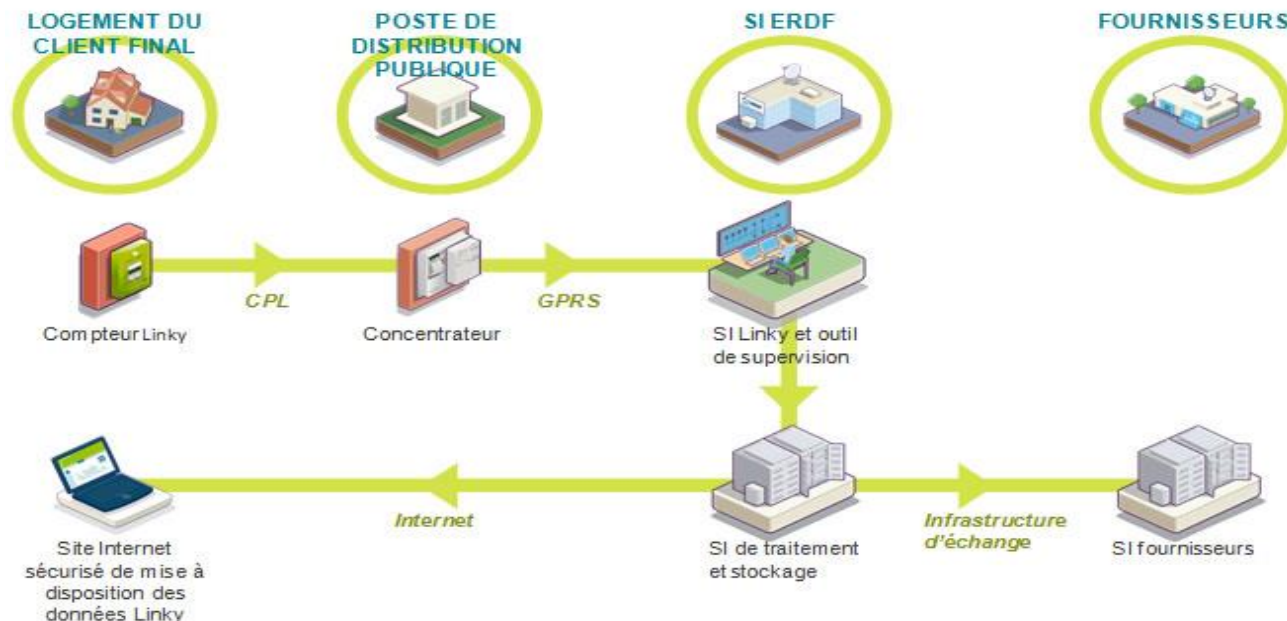 LOGEMENT DU
CLIENT FINAL
POSTE DE
DISTRIBUTION
PUBLIQUE
SI ERDF
FOURNISSEURS
CPL
GPRS
Compteur Linky
Concentrateur
SI Linky et outil
de supervision
Internet
Infrastructure
d'échange
Site Internet
sécurisé de mise à
disposition des
données Linky
SI de traitement
et stockage
SI fournisseurs